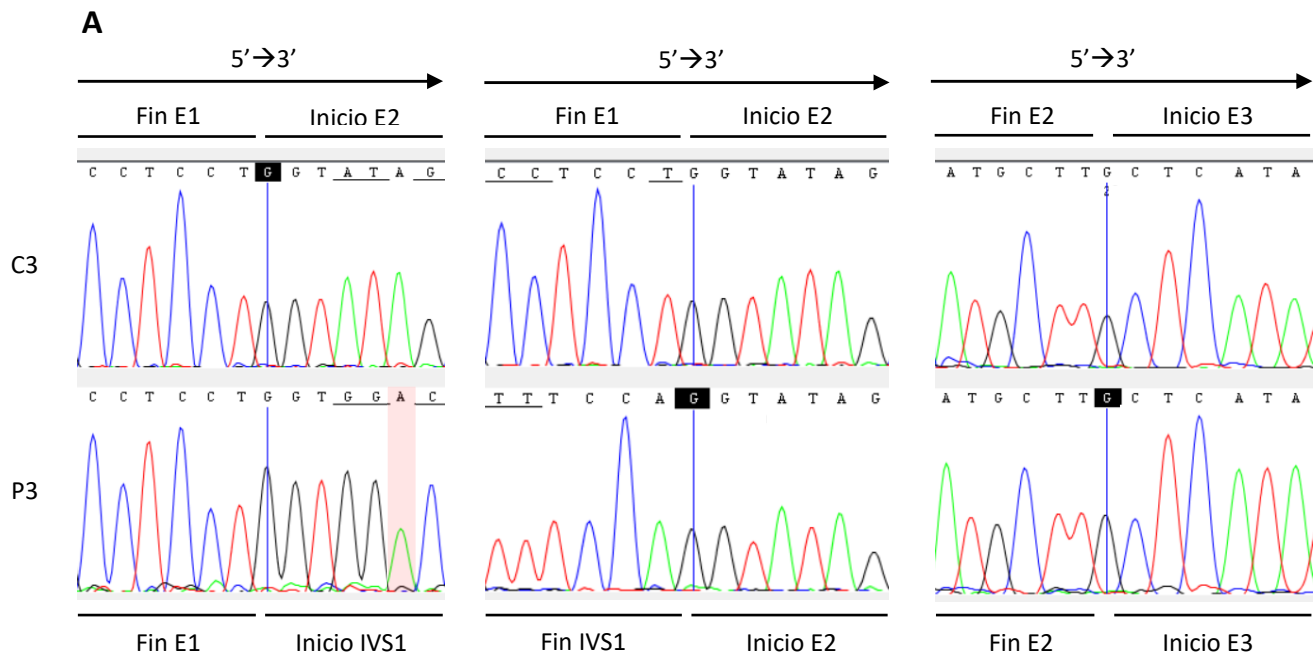 A
5’→3’ 5’→3’ 5’→3’
Fin E1 Inicio E2 Fin E1 Inicio E2 Fin E2 Inicio E3
C C T C C T G G T A T A G C C T C C T G G T A T A G A T G C T T G C T C A T A
C3
C C T C C T G G T G G A C T T T C C A G G T A T A G A T G C T T G C T C A T A
P3
Fin E1 Inicio IVS1 Fin IVS1 Inicio E2 Fin E2 Inicio E3